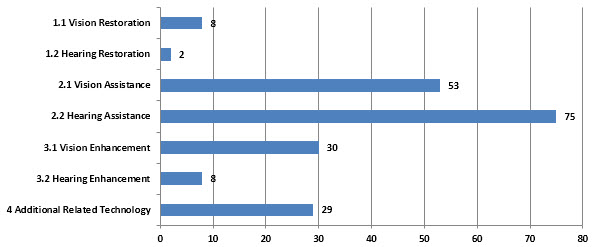 1.1 Vision Restoration 8
1.2 Hearing Restoration 2
2.1 Vision Assistance 53
2.2 Hearing Assistance 75
3.1 Vision Enhancement 30
3.2 Hearing Enhancement 8
4 Additional Related Technology 29
0 10 20 30 40 50 60 70 80